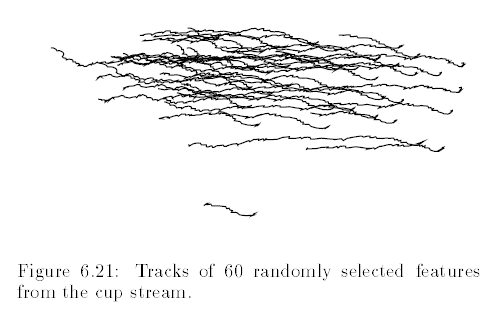 Figure 6.21: Tracks of 60 randomly selected features
from the cup stream.